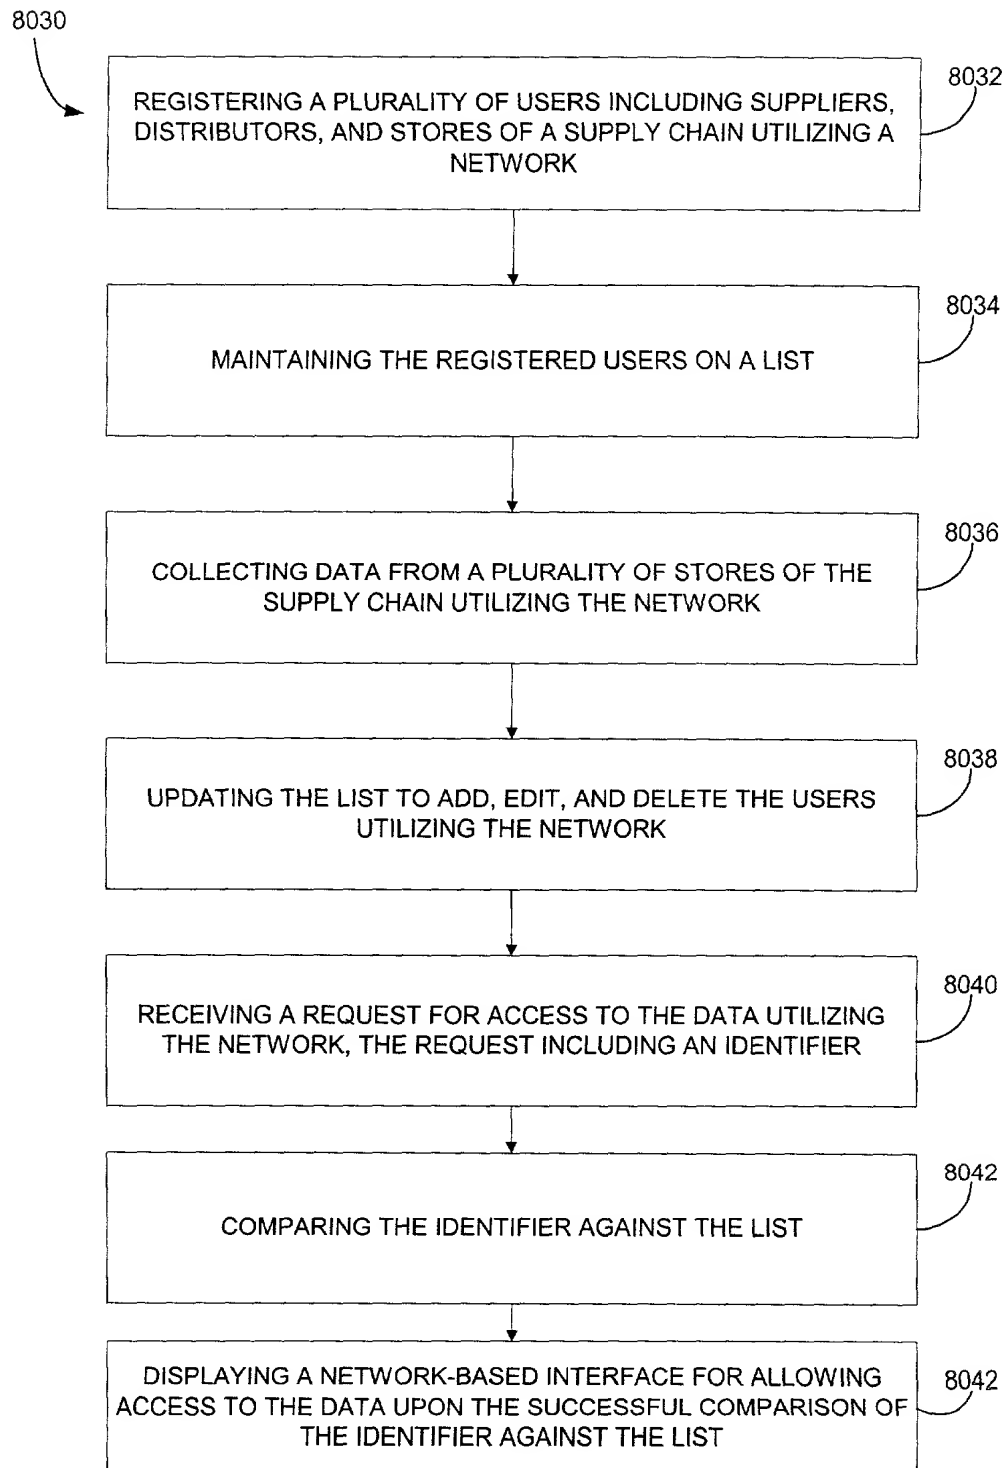 8030
8032
REGISTERING A PLURALITY OF USERS INCLUDING SUPPLIERS,
DISTRIBUTORS, AND STORES OF A SUPPLY CHAIN UTILIZING A
NETWORK
8034
MAINTAINING THE REGISTERED USERS ON A LIST
8036
COLLECTING DATA FROM A PLURALITY OF STORES OF THE
SUPPLY CHAIN UTILIZING THE NETWORK
8038
UPDATING THE LIST TO ADD, EDIT, AND DELETE THE USERS
UTILIZING THE NETWORK
8040
RECEIVING A REQUEST FOR ACCESS TO THE DATA UTILIZING
THE NETWORK, THE REQUEST INCLUDING AN IDENTIFIER
8042
COMPARING THE IDENTIFIER AGAINST THE LIST
8042
DISPLAYING A NETWORK-BASED INTERFACE FOR ALLOWING
ACCESS TO THE DATA UPON THE SUCCESSFUL COMPARISON OF
THE IDENTIFIER AGAINST THE LIST